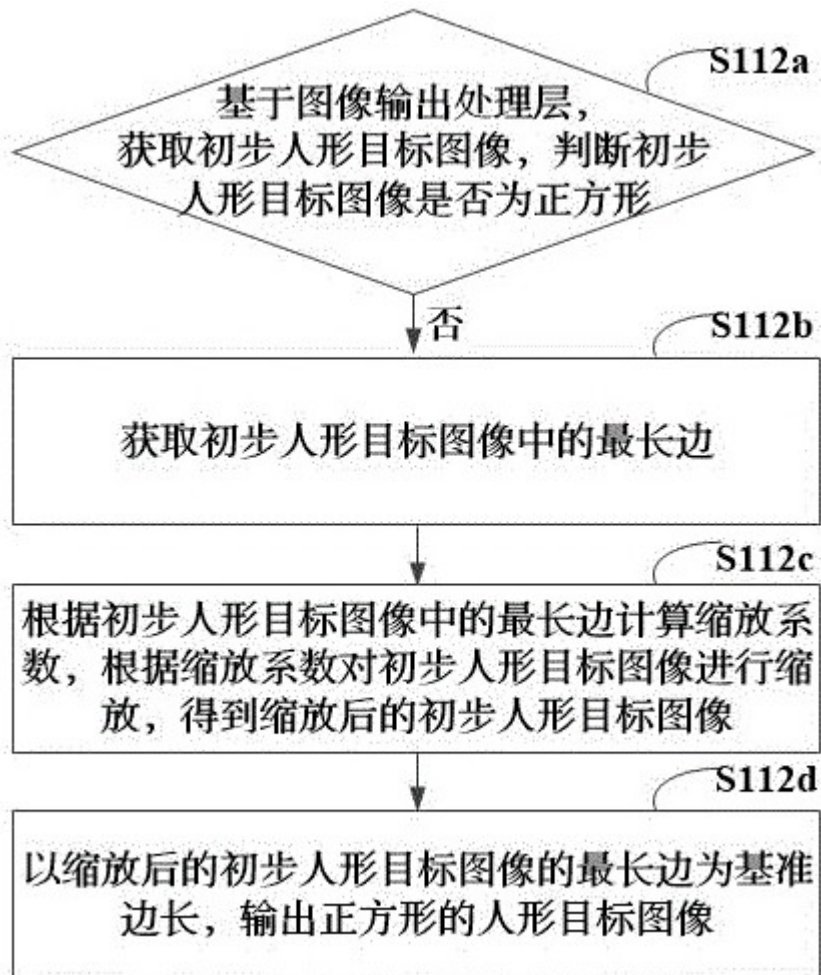 S112a
基于图像输出处理层，
获取初步人形目标图像，判断初步
人形目标图像是否为正方形
否
S112b
获取初步人形目标图像中的最长边
S112c
根据初步人形目标图像中的最长边计算缩放系
数，根据缩放系数对初步人形目标图像进行缩
放，得到缩放后的初步人形目标图像
S112d
以缩放后的初步人形目标图像的最长边为基准
边长，输出正方形的人形目标图像